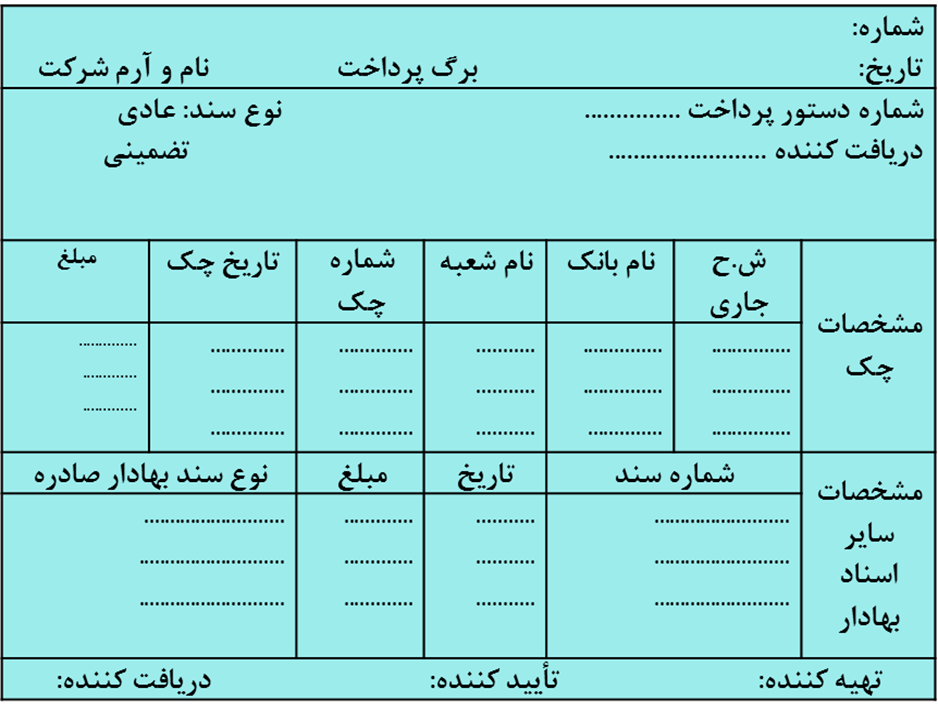 شماره:
تاریخ: برگ پرداخت نام و آرم شرکت
شماره دستور پرداخت ............... نوع سند: عادی
دریافت کننده ......................... تضمینی
مشخصات چک
ش.ح جاری نام بانک نام شعبه شماره چک تاریخ چک مبلغ
.............. ............. ........... ............. .............. ..............
.............. ............. ........... ............. .............. ..............
.............. ............. ........... ............. .............. ..............
مشخصات سایر اسناد بهادار
شماره سند تاریخ مبلغ نوع سند بهادار صادره
.......................... ........... ............. ...........................
.......................... ........... ............. ............................
.......................... ........... ............. ............................
تهیه کننده: تأیید کننده: دریافت کننده: